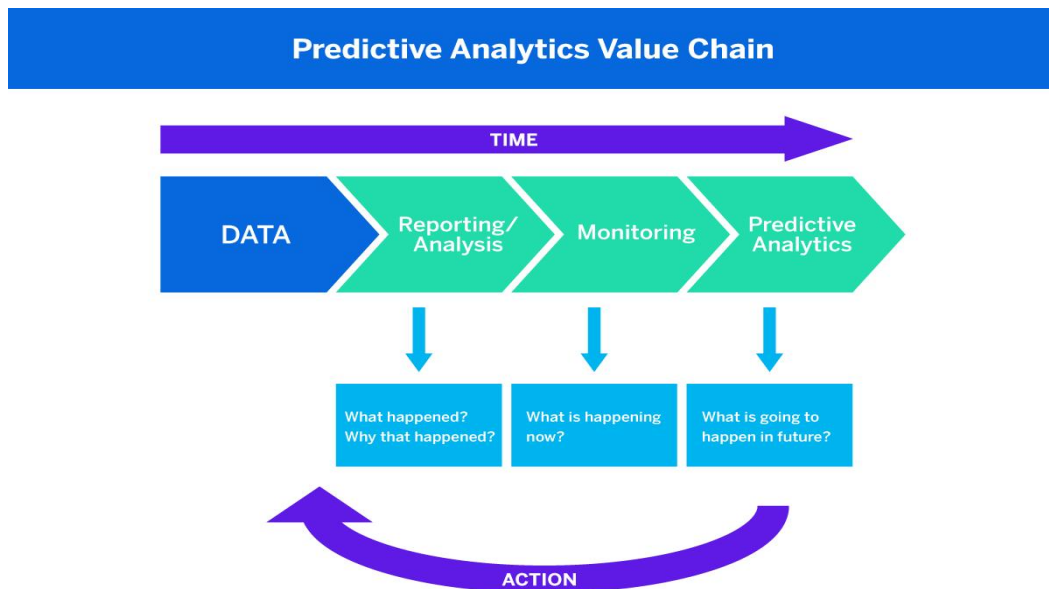 Predictive Analytics Value Chain
TIME
DATA
Reporting/
Analysis
Monitoring
Predictive
Analytics
What happened?
Why that happened?
What is happening
now?
What is going to
happen in future?
ACTION